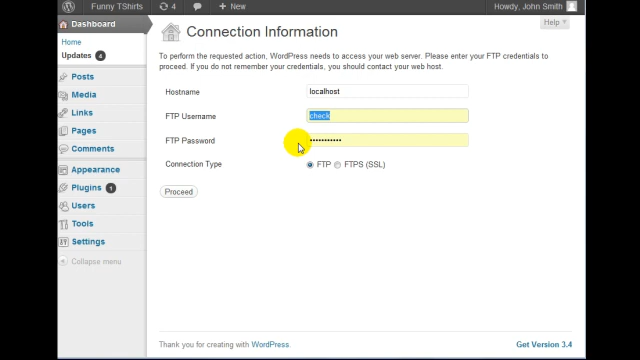 Funny TShirts 4 + New Howdy, John Smith
Dashboard
Home
Updates 4
Posts
Media
Links
Pages
Comments
Appearance
Plugins 1
Users
Tools
Settings
Collapse menu
Help
Connection Information
To perform the requested action, WordPress needs to access your web server. Please enter your FTP credentials to
proceed. If you do not remember your credentials, you should contact your web host.
Hostname localhost
FTP Username check
FTP Password •••••••••••
Connection Type FTP FTPS (SSL)
Proceed
Thank you for creating with WordPress. Get Version 3.4